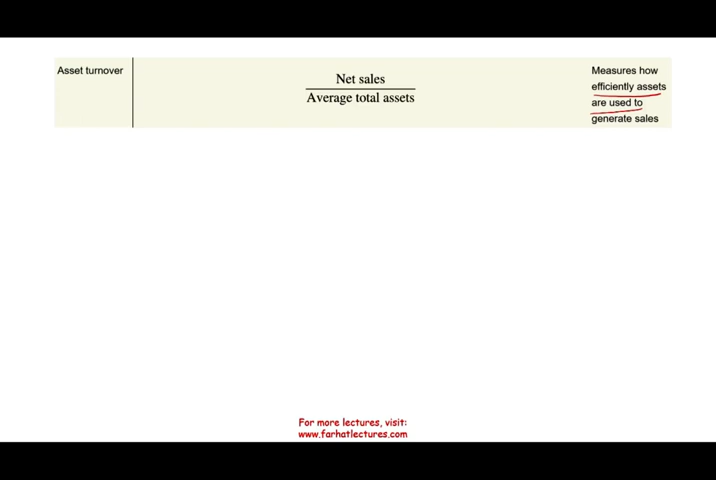 Asset turnover
Net sales
Average total assets
Measures how
efficiently assets
are used to
generate sales
For more lectures, visit:
www.farhatlectures.com